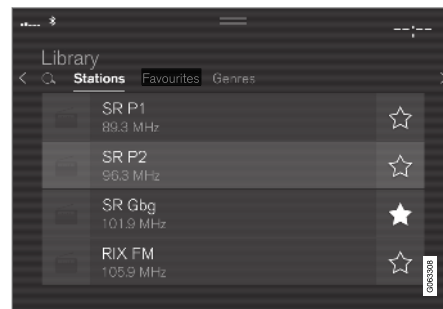 --:--
Library
Stations Favourites Genres
SR P1
89.3 MHz
SR P2
96.3 MHz
SR Gbg
101.9 MHz
RIX FM
105.9 MHz
G063308